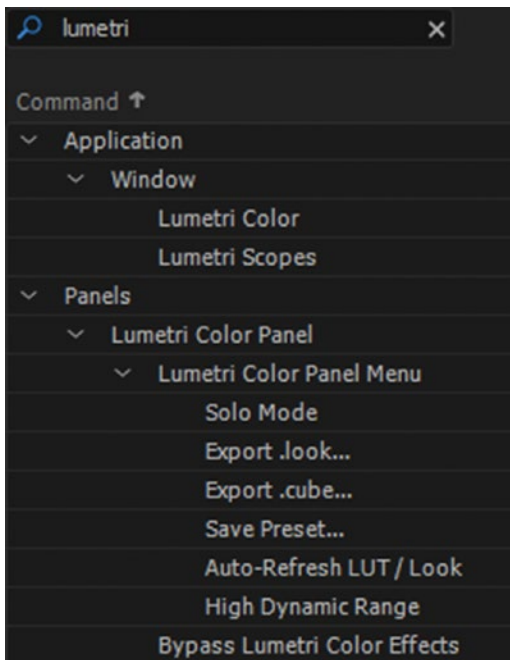 lumetri
Command
Application
Window
Lumetri Color
Lumetri Scopes
Panels
Lumetri Color Panel
Lumetri Color Panel Menu
Solo Mode
Export .look...
Export .cube...
Save Preset...
Auto-Refresh LUT / Look
High Dynamic Range
Bypass Lumetri Color Effects